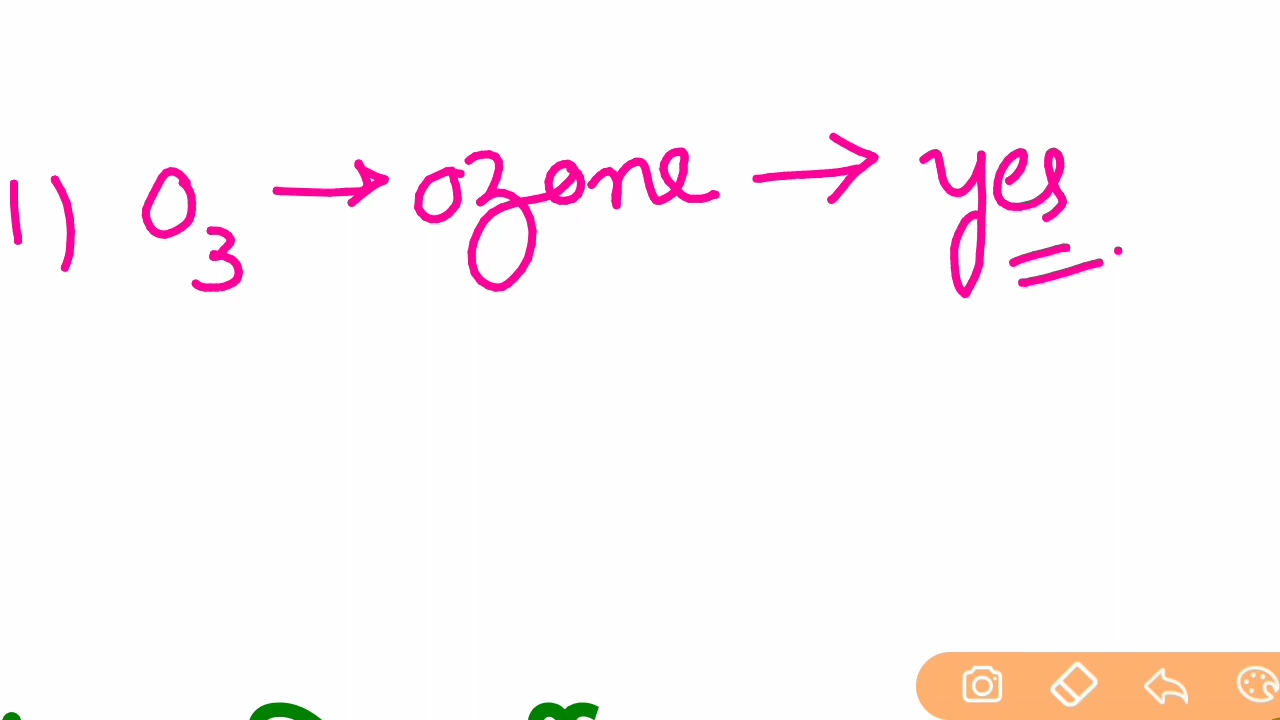 1) O₃ → ozone → yes.